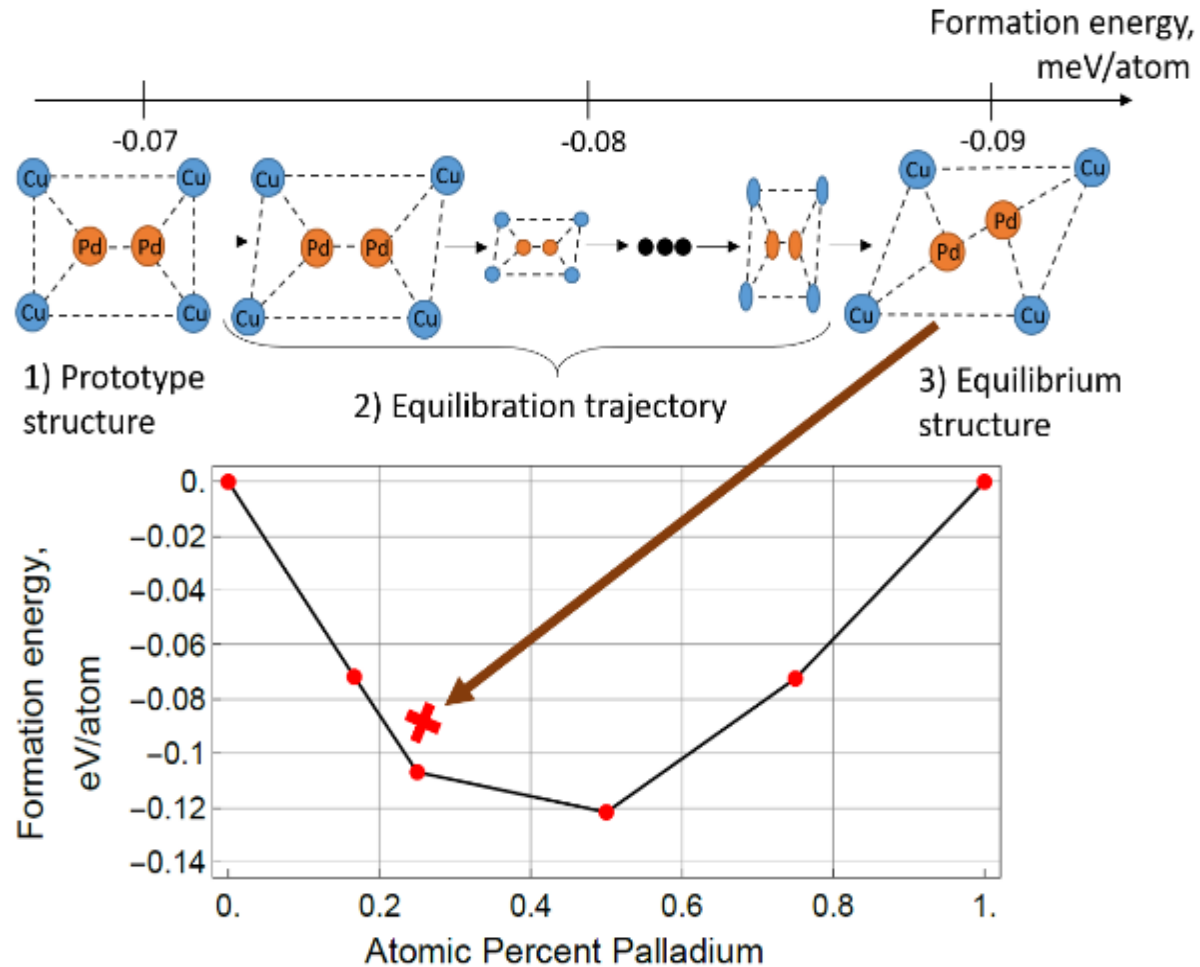 Formation energy,
meV/atom
-0.07
-0.08
-0.09
Cu
Cu
Cu
Cu
Cu
Cu
Pd
Pd
Pd
Pd
Pd
Pd
Cu
Cu
Cu
Cu
Cu
Cu
1) Prototype
structure
2) Equilibration trajectory
3) Equilibrium
structure
Formation energy,
eV/atom
0.
−0.02
−0.04
−0.06
−0.08
−0.1
−0.12
−0.14
0.
0.2
0.4
0.6
0.8
1.
Atomic Percent Palladium